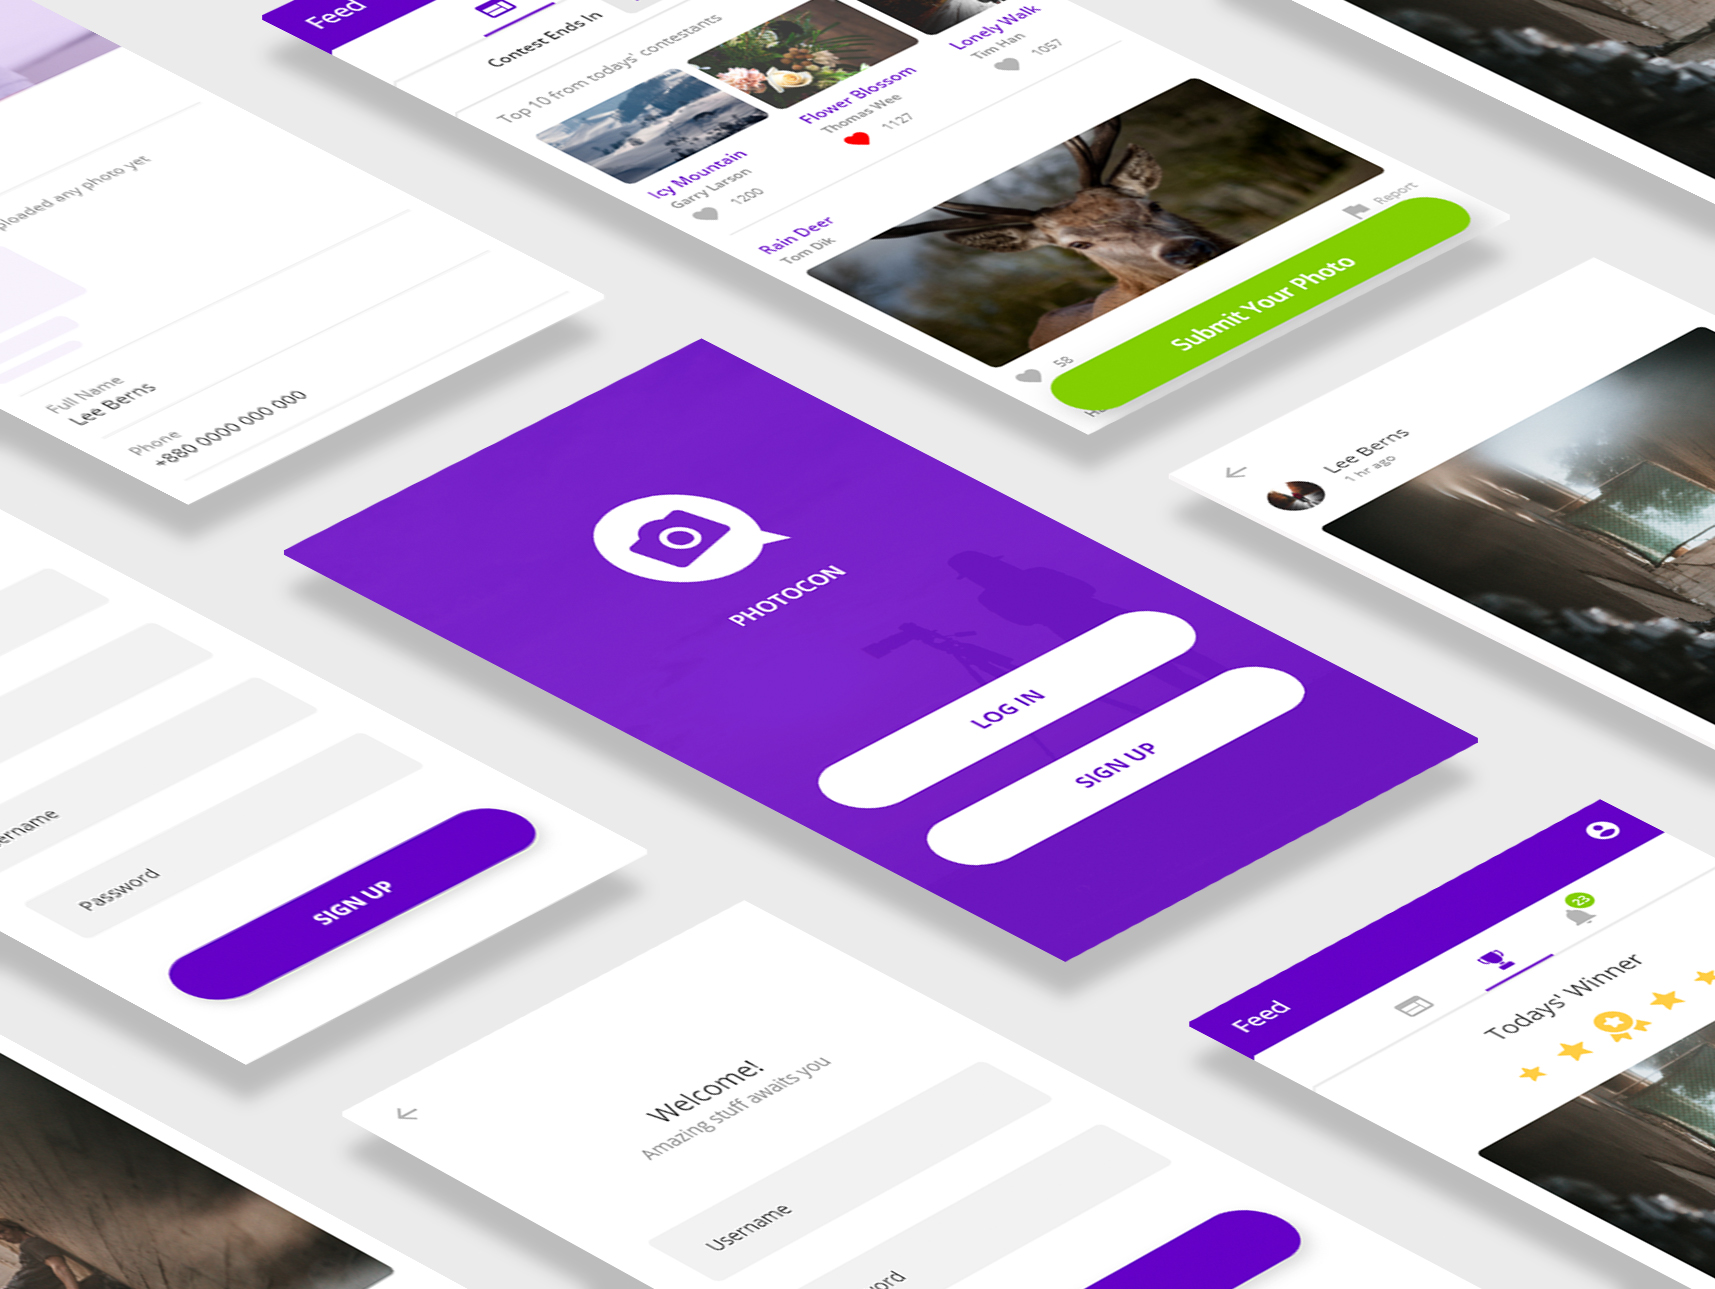 Feed
Contest Ends In
Top 10 from todays' contestants
Icy Mountain
Garry Larson
1200
Flower Blossom
Thomas Wee
1127
Lonely Walk
Tim Han
1057
Rain Deer
Tom Dik
Report
58
Submit Your Photo
any photo yet
Full Name
Lee Berns
Phone
+880 0000 000 000
PHOTOCON
LOG IN
SIGN UP
Lee Berns
1 hr ago
Password
SIGN UP
Welcome!
Amazing stuff awaits you
Username
Feed
23
Todays' Winner